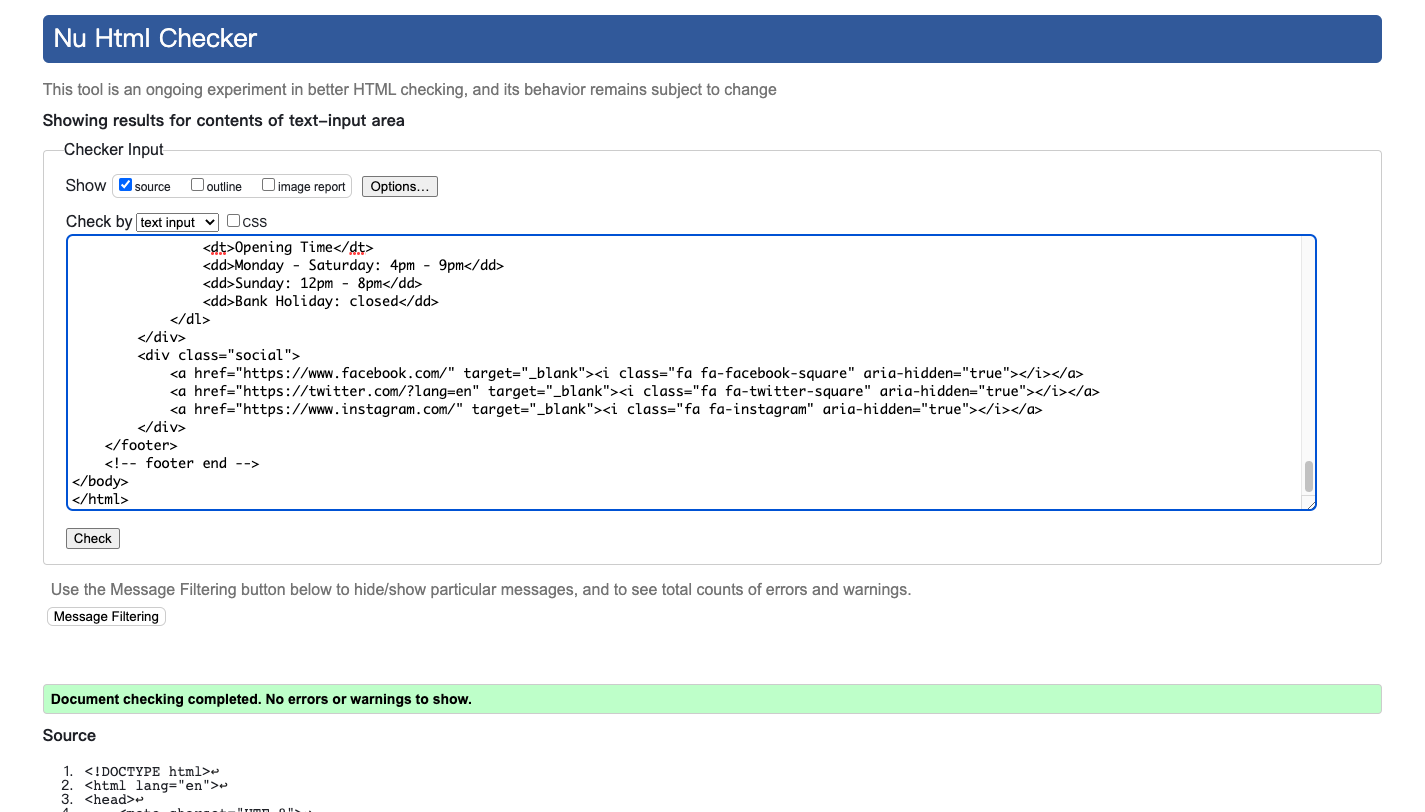 Nu Html Checker
This tool is an ongoing experiment in better HTML checking, and its behavior remains subject to change
Showing results for contents of text-input area
Checker Input
Show source outline image report Options...
Check by text input CSS
<dt>Opening Time</dt>
<dd>Monday - Saturday: 4pm - 9pm</dd>
<dd>Sunday: 12pm - 8pm</dd>
<dd>Bank Holiday: closed</dd>
</dl>
</div>
<div class="social">
<a href="https://www.facebook.com/" target="_blank"><i class="fa fa-facebook-square" aria-hidden="true"></i></a>
<a href="https://twitter.com/?lang=en" target="_blank"><i class="fa fa-twitter-square" aria-hidden="true"></i></a>
<a href="https://www.instagram.com/" target="_blank"><i class="fa fa-instagram" aria-hidden="true"></i></a>
</div>
</footer>
<!-- footer end -->
</body>
</html>
Check
Use the Message Filtering button below to hide/show particular messages, and to see total counts of errors and warnings.
Message Filtering
Document checking completed. No errors or warnings to show.
Source
1. <!DOCTYPE html>↩
2. <html lang="en">↩
3. <head>↩
4. <meta charset="UTF-8">↩